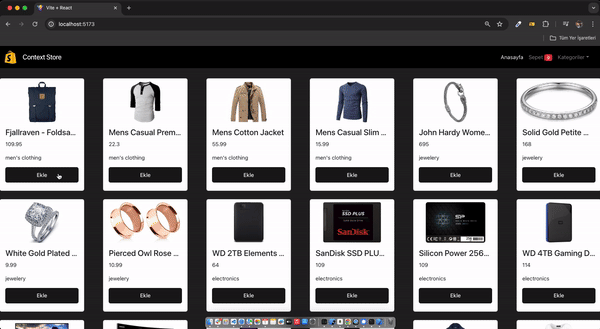 Vite + React
localhost:5173
Tüm Yer İşaretleri
Context Store
Anasayfa
Sepet
Kategoriler
Fjallraven - Foldsa...
109.95
men's clothing
Ekle
Mens Casual Prem...
22.3
men's clothing
Ekle
Mens Cotton Jacket
55.99
men's clothing
Ekle
Mens Casual Slim ...
15.99
men's clothing
Ekle
John Hardy Wome...
695
jewelery
Ekle
Solid Gold Petite ...
168
jewelery
Ekle
White Gold Plated ...
9.99
jewelery
Ekle
Pierced Owl Rose ...
10.99
jewelery
Ekle
WD 2TB Elements ...
64
electronics
Ekle
SSD PLUS
SanDisk
SanDisk SSD PLU...
109
electronics
Ekle
Silicon Power 256...
109
electronics
Ekle
WD 4TB Gaming D...
114
electronics
Ekle